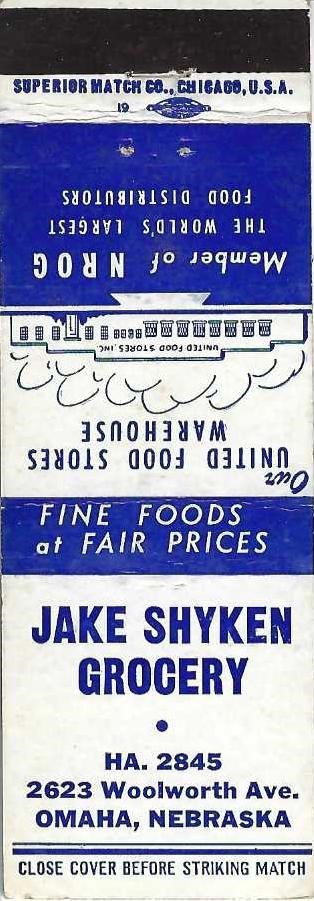 SUPERIOR MATCH CO., CHICAGO, U.S.A.
19
Member of NROG
THE WORLD'S LARGEST
FOOD DISTRIBUTORS
UNITED FOOD STORES, INC.
Our
UNITED FOOD STORES
WAREHOUSE
FINE FOODS
at FAIR PRICES
JAKE SHYKEN
GROCERY
•
HA. 2845
2623 Woolworth Ave.
OMAHA, NEBRASKA
CLOSE COVER BEFORE STRIKING MATCH